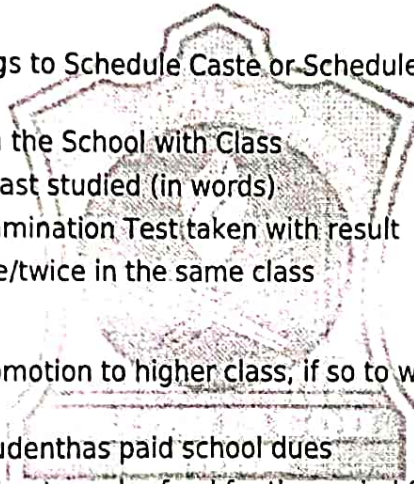 gs to Schedule Caste or Schedule
the School with Class
ast studied (in words)
mination Test taken with result
e/twice in the same class
omotion to higher class, if so to w
udenthas paid school dues